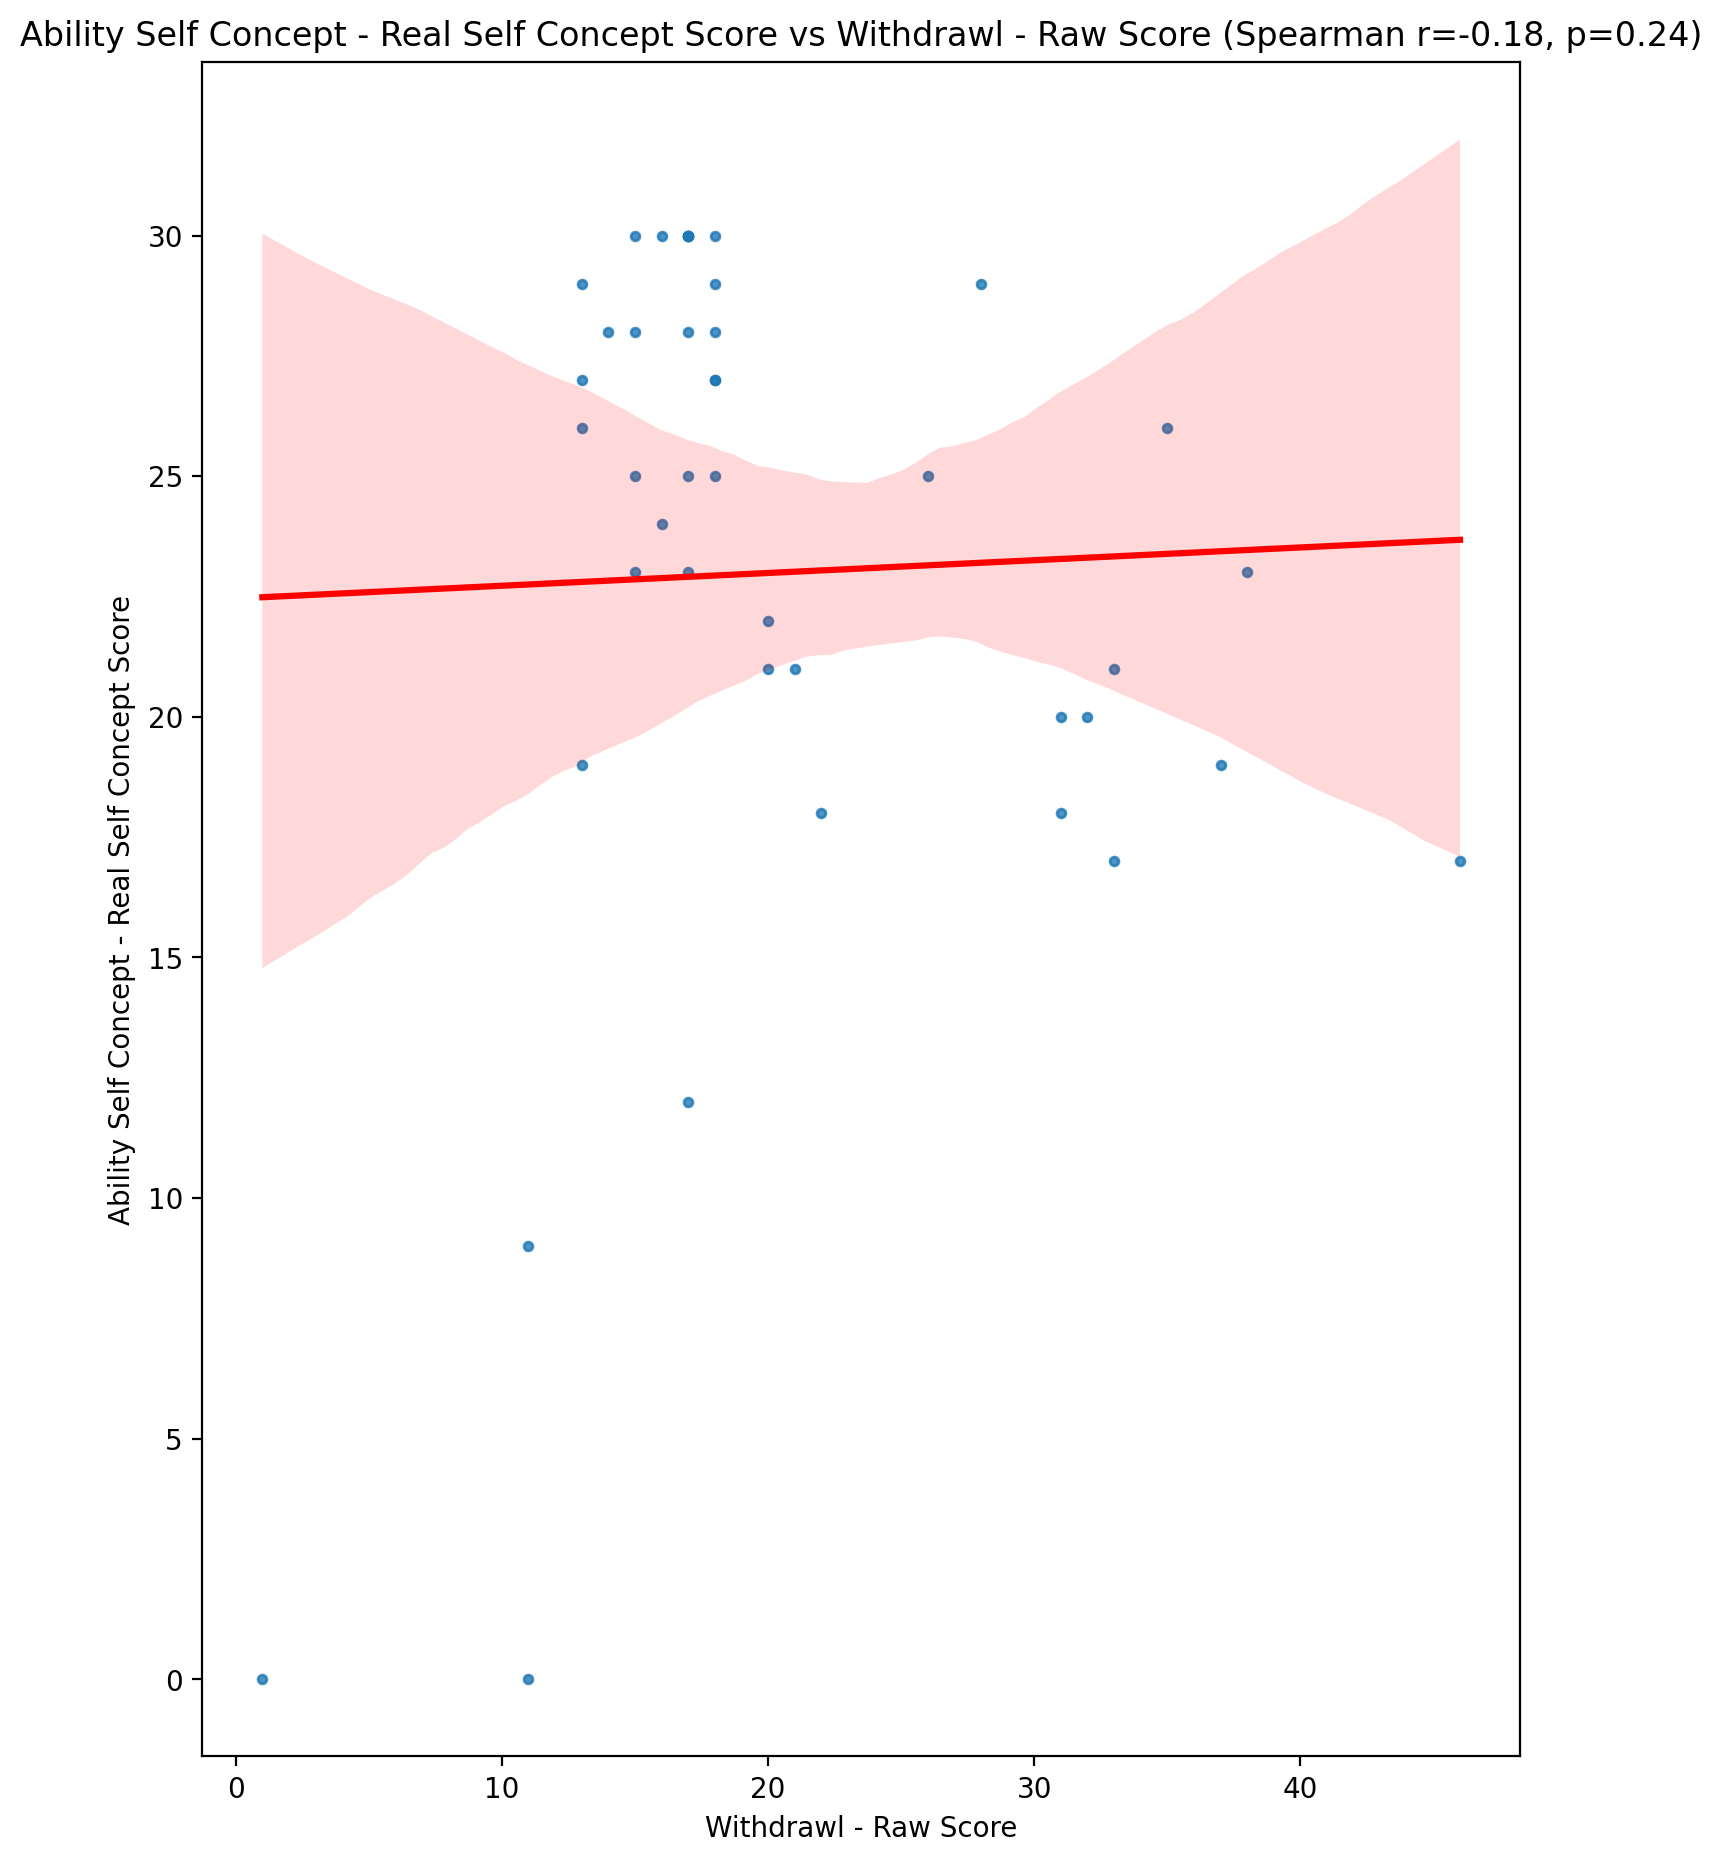 Ability Self Concept - Real Self Concept Score vs Withdrawl - Raw Score (Spearman r=-0.18, p=0.24)
Ability Self Concept - Real Self Concept Score
30
25
20
15
10
5
0
0 10 20 30 40
Withdrawl - Raw Score